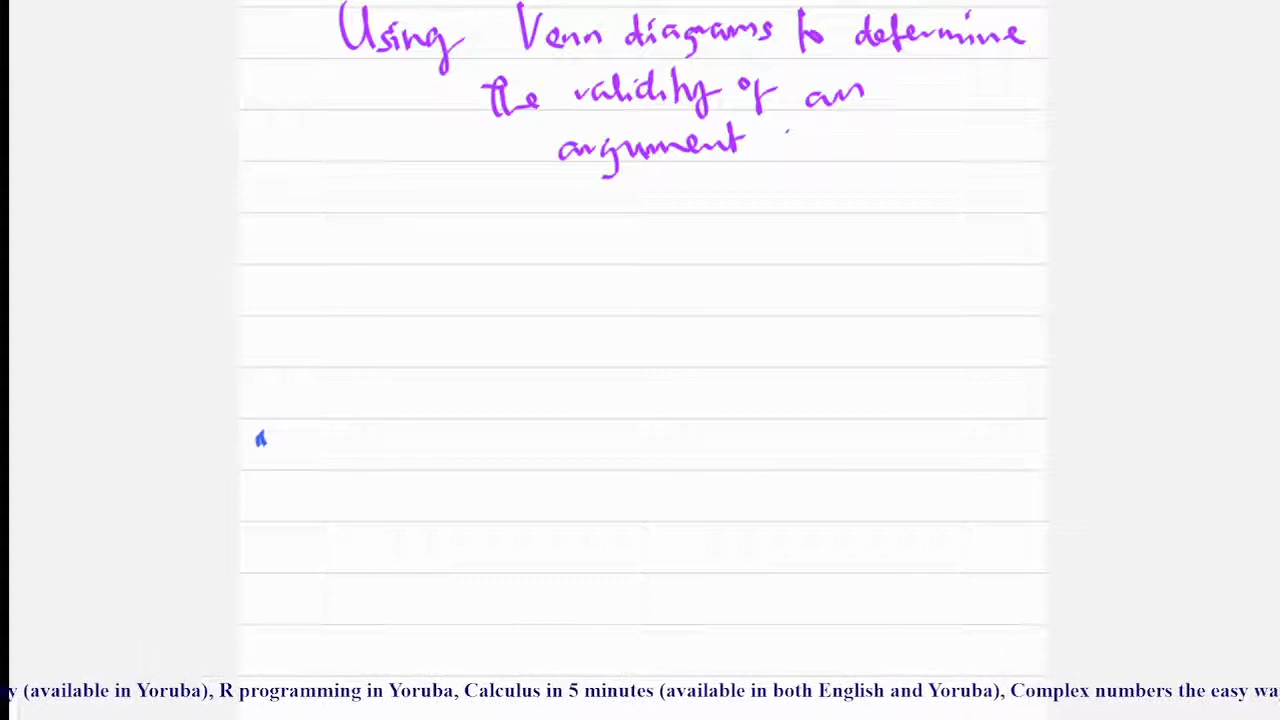 Using Venn diagrams to determine
the validity of an
argument
y (available in Yoruba), R programming in Yoruba, Calculus in 5 minutes (available in both English and Yoruba), Complex numbers the easy wa